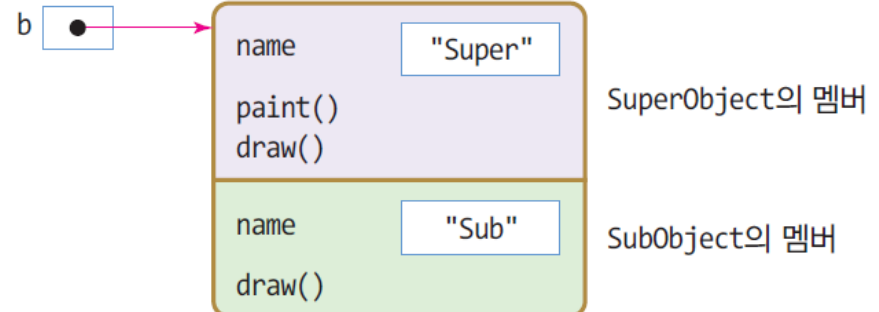 b
name "Super"
paint()
draw()
SuperObject의 멤버
name "Sub"
draw()
SubObject의 멤버